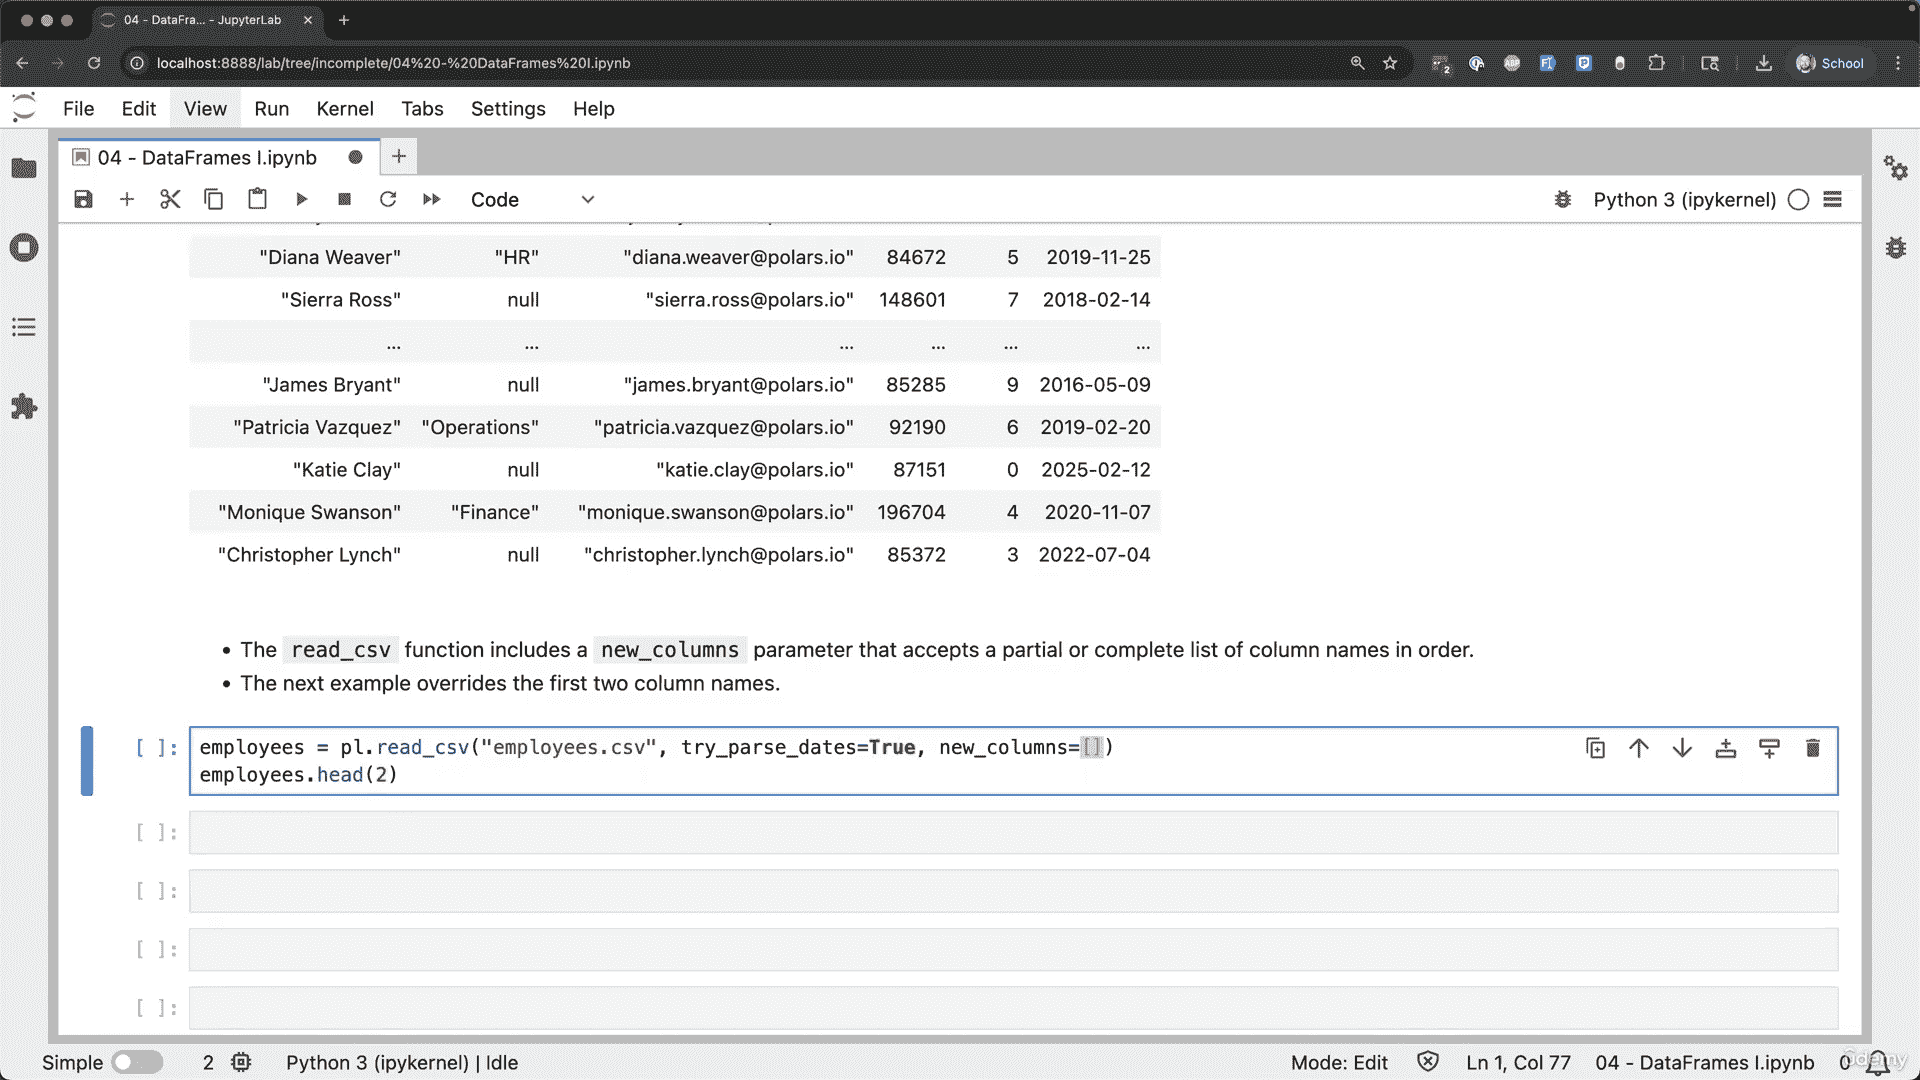 04 - DataFra... - JupyterLab
localhost:8888/lab/tree/incomplete/04%20-%20DataFrames%20I.ipynb
2
ABP
School
File Edit View Run Kernel Tabs Settings Help
04 - DataFrames I.ipynb
Code
Python 3 (ipykernel)
"Diana Weaver" "HR" "diana.weaver@polars.io" 84672 5 2019-11-25
"Sierra Ross" null "sierra.ross@polars.io" 148601 7 2018-02-14
... ... ... ... ... ...
"James Bryant" null "james.bryant@polars.io" 85285 9 2016-05-09
"Patricia Vazquez" "Operations" "patricia.vazquez@polars.io" 92190 6 2019-02-20
"Katie Clay" null "katie.clay@polars.io" 87151 0 2025-02-12
"Monique Swanson" "Finance" "monique.swanson@polars.io" 196704 4 2020-11-07
"Christopher Lynch" null "christopher.lynch@polars.io" 85372 3 2022-07-04
• The read_csv function includes a new_columns parameter that accepts a partial or complete list of column names in order.
• The next example overrides the first two column names.
[ ]: employees = pl.read_csv("employees.csv", try_parse_dates=True, new_columns=[])
employees.head(2)
[ ]:
[ ]:
[ ]:
[ ]:
Simple 2 Python 3 (ipykernel) | Idle Mode: Edit Ln 1, Col 77 04 - DataFrames I.ipynb 0
Udemy